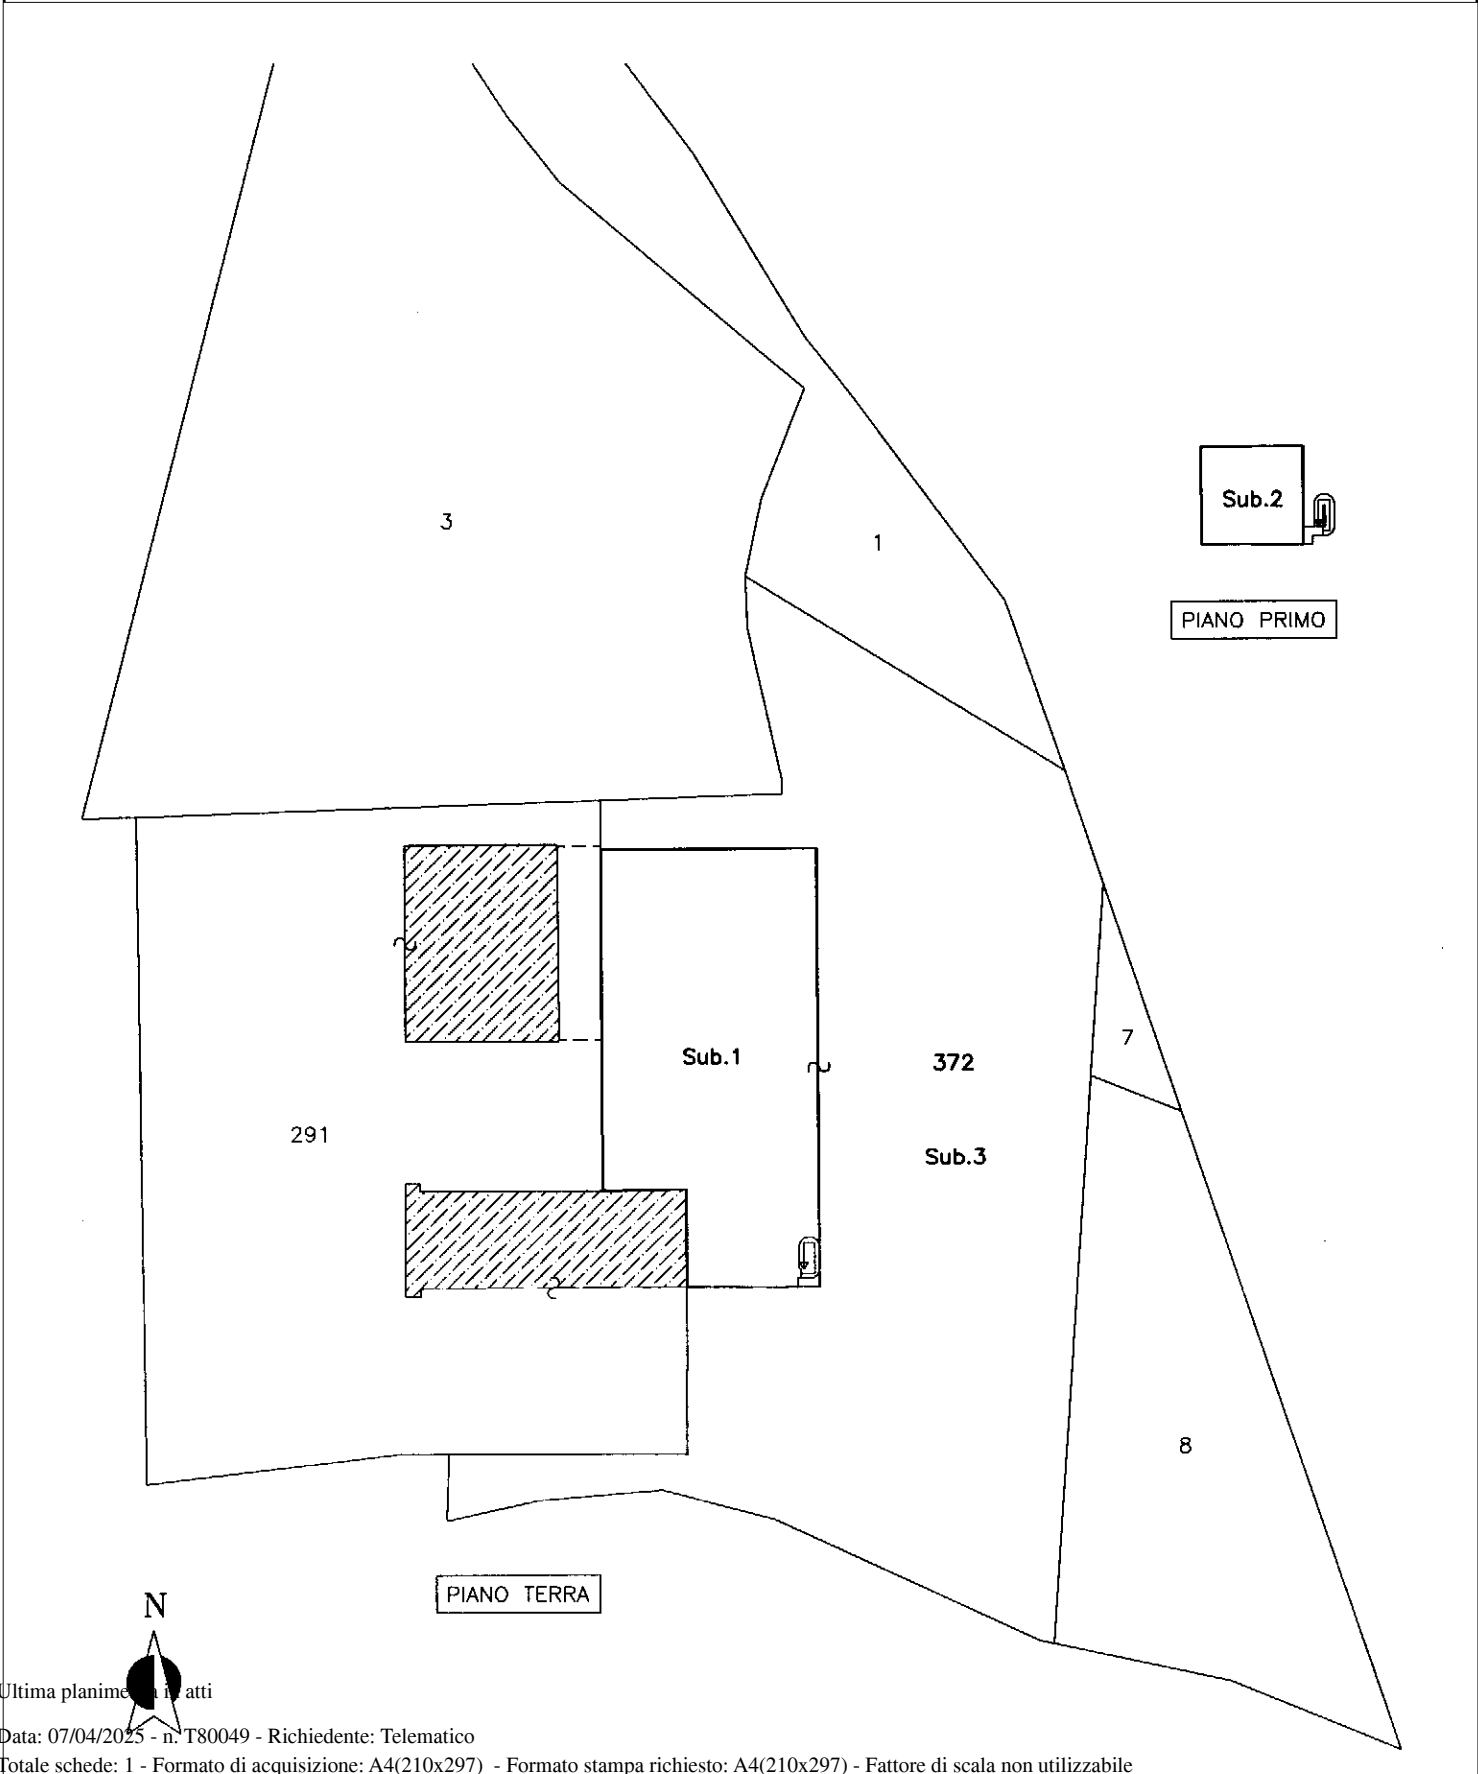 3
1
Sub.2
PIANO PRIMO
Sub.1
372
7
291
Sub.3
8
PIANO TERRA
N
Ultima planime a in atti
Data: 07/04/2025 - n. T80049 - Richiedente: Telematico
Totale schede: 1 - Formato di acquisizione: A4(210x297) - Formato stampa richiesto: A4(210x297) - Fattore di scala non utilizzabile